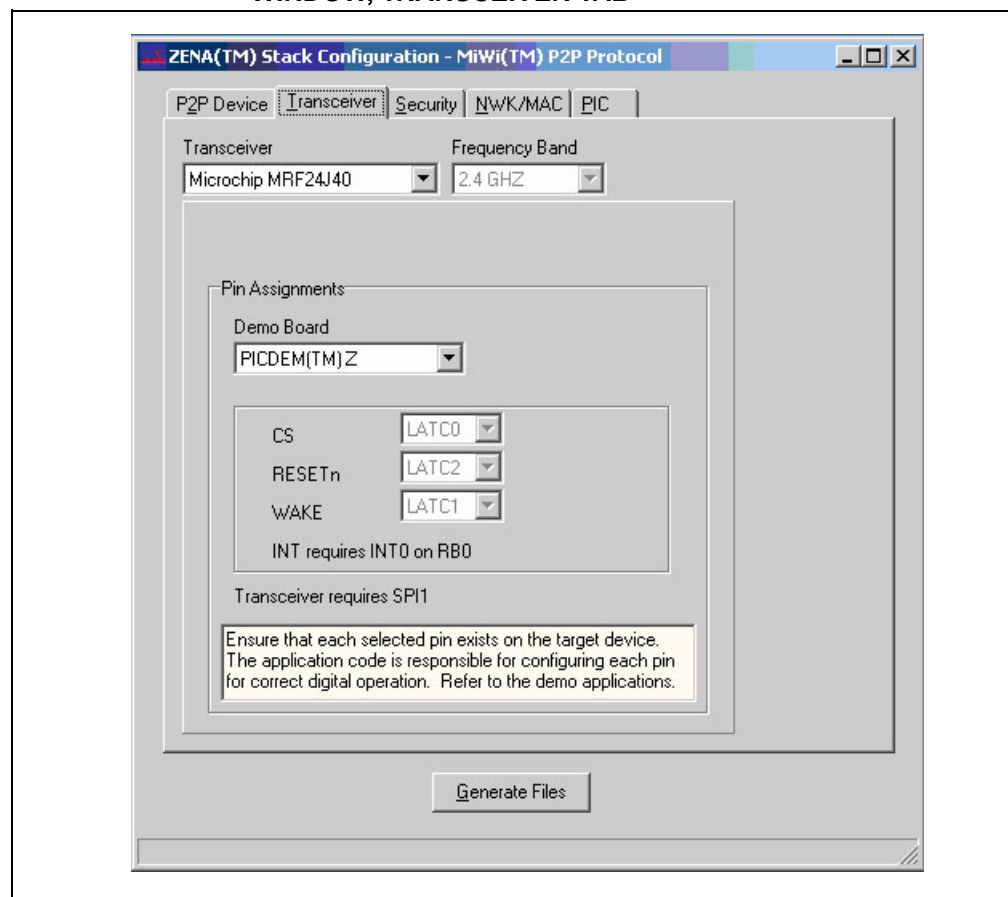 WINDOW, TRANSCEIVER TAB
ZENA(TM) Stack Configuration - MiWi(TM) P2P Protocol
P2P Device Transceiver Security NWK/MAC PIC
Transceiver Frequency Band
Microchip MRF24J40 2.4 GHZ
Pin Assignments
Demo Board
PICDEM(TM)Z
CS LATC0
RESETn LATC2
WAKE LATC1
INT requires INT0 on RB0
Transceiver requires SPI1
Ensure that each selected pin exists on the target device.
The application code is responsible for configuring each pin
for correct digital operation. Refer to the demo applications.
Generate Files